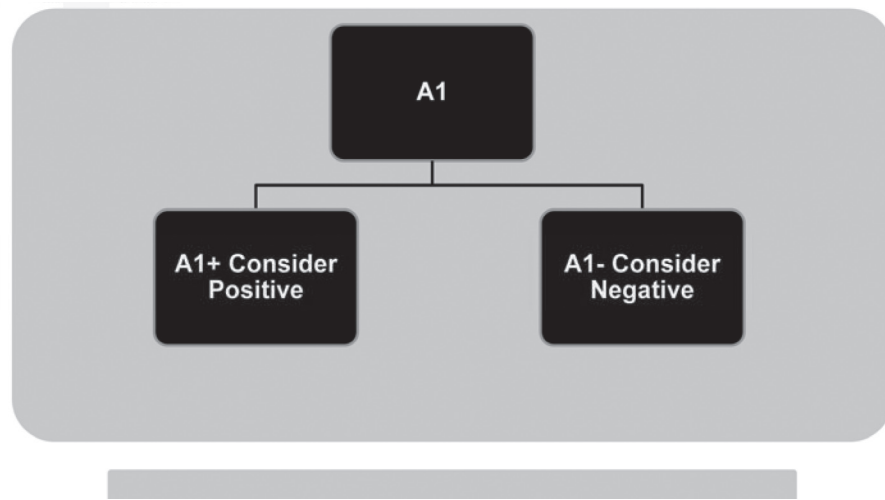 A1
A1+ Consider
Positive
A1- Consider
Negative